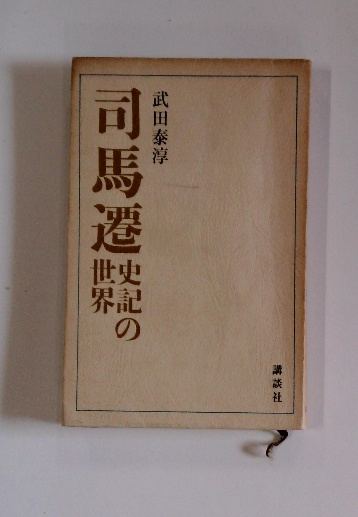 武田泰淳
司馬遷
史記の
世界
講談社